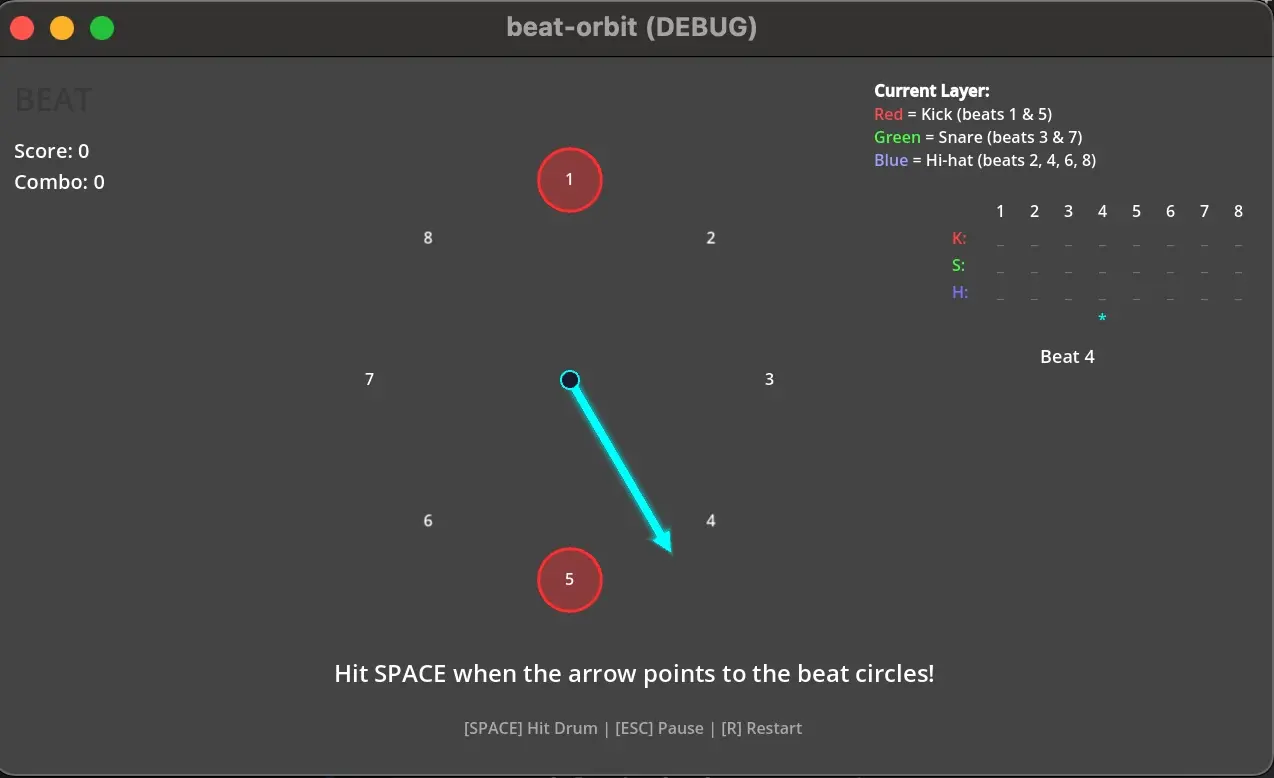 beat-orbit (DEBUG)
BEAT
Score: 0
Combo: 0
Current Layer:
Red = Kick (beats 1 & 5)
Green = Snare (beats 3 & 7)
Blue = Hi-hat (beats 2, 4, 6, 8)
1 2 3 4 5 6 7 8
K: _ _ _ _ _ _ _ _
S: _ _ _ _ _ _ _ _
H: _ _ _ _ _ _ _ _
*
Beat 4
1
8 2
7 3
6 4
5
Hit SPACE when the arrow points to the beat circles!
[SPACE] Hit Drum | [ESC] Pause | [R] Restart